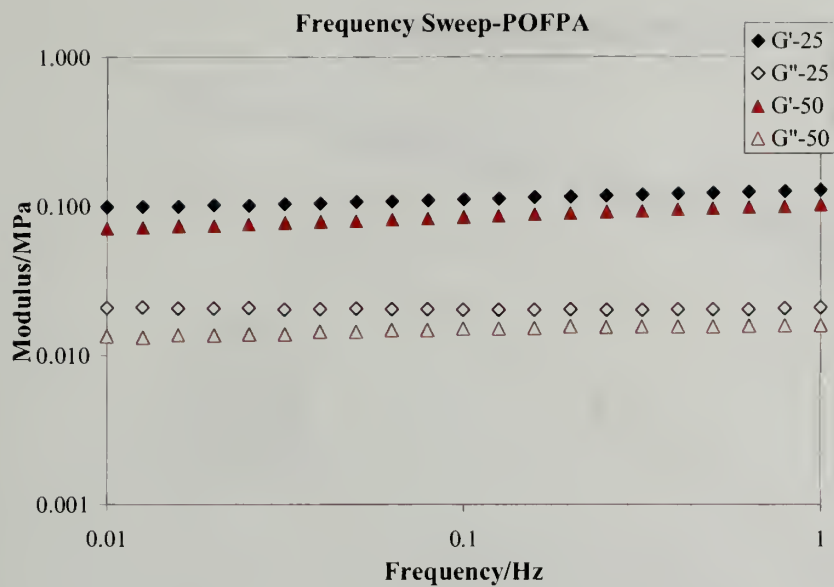 Frequency Sweep-POFPA
G'-25
G"-25
G'-50
G"-50
1.000
0.100
0.010
0.001
Modulus/MPa
0.01
0.1
1
Frequency/Hz